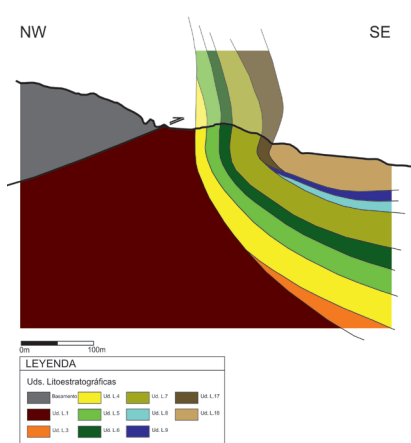 NW SE
0m 100m
LEYENDA
Uds. Litoestratográficas
Basamento Ud. L.4 Ud. L.7 Ud. L.17
Ud. L.1 Ud. L.5 Ud. L.8 Ud. L.18
Ud. L.3 Ud. L.6 Ud. L.9